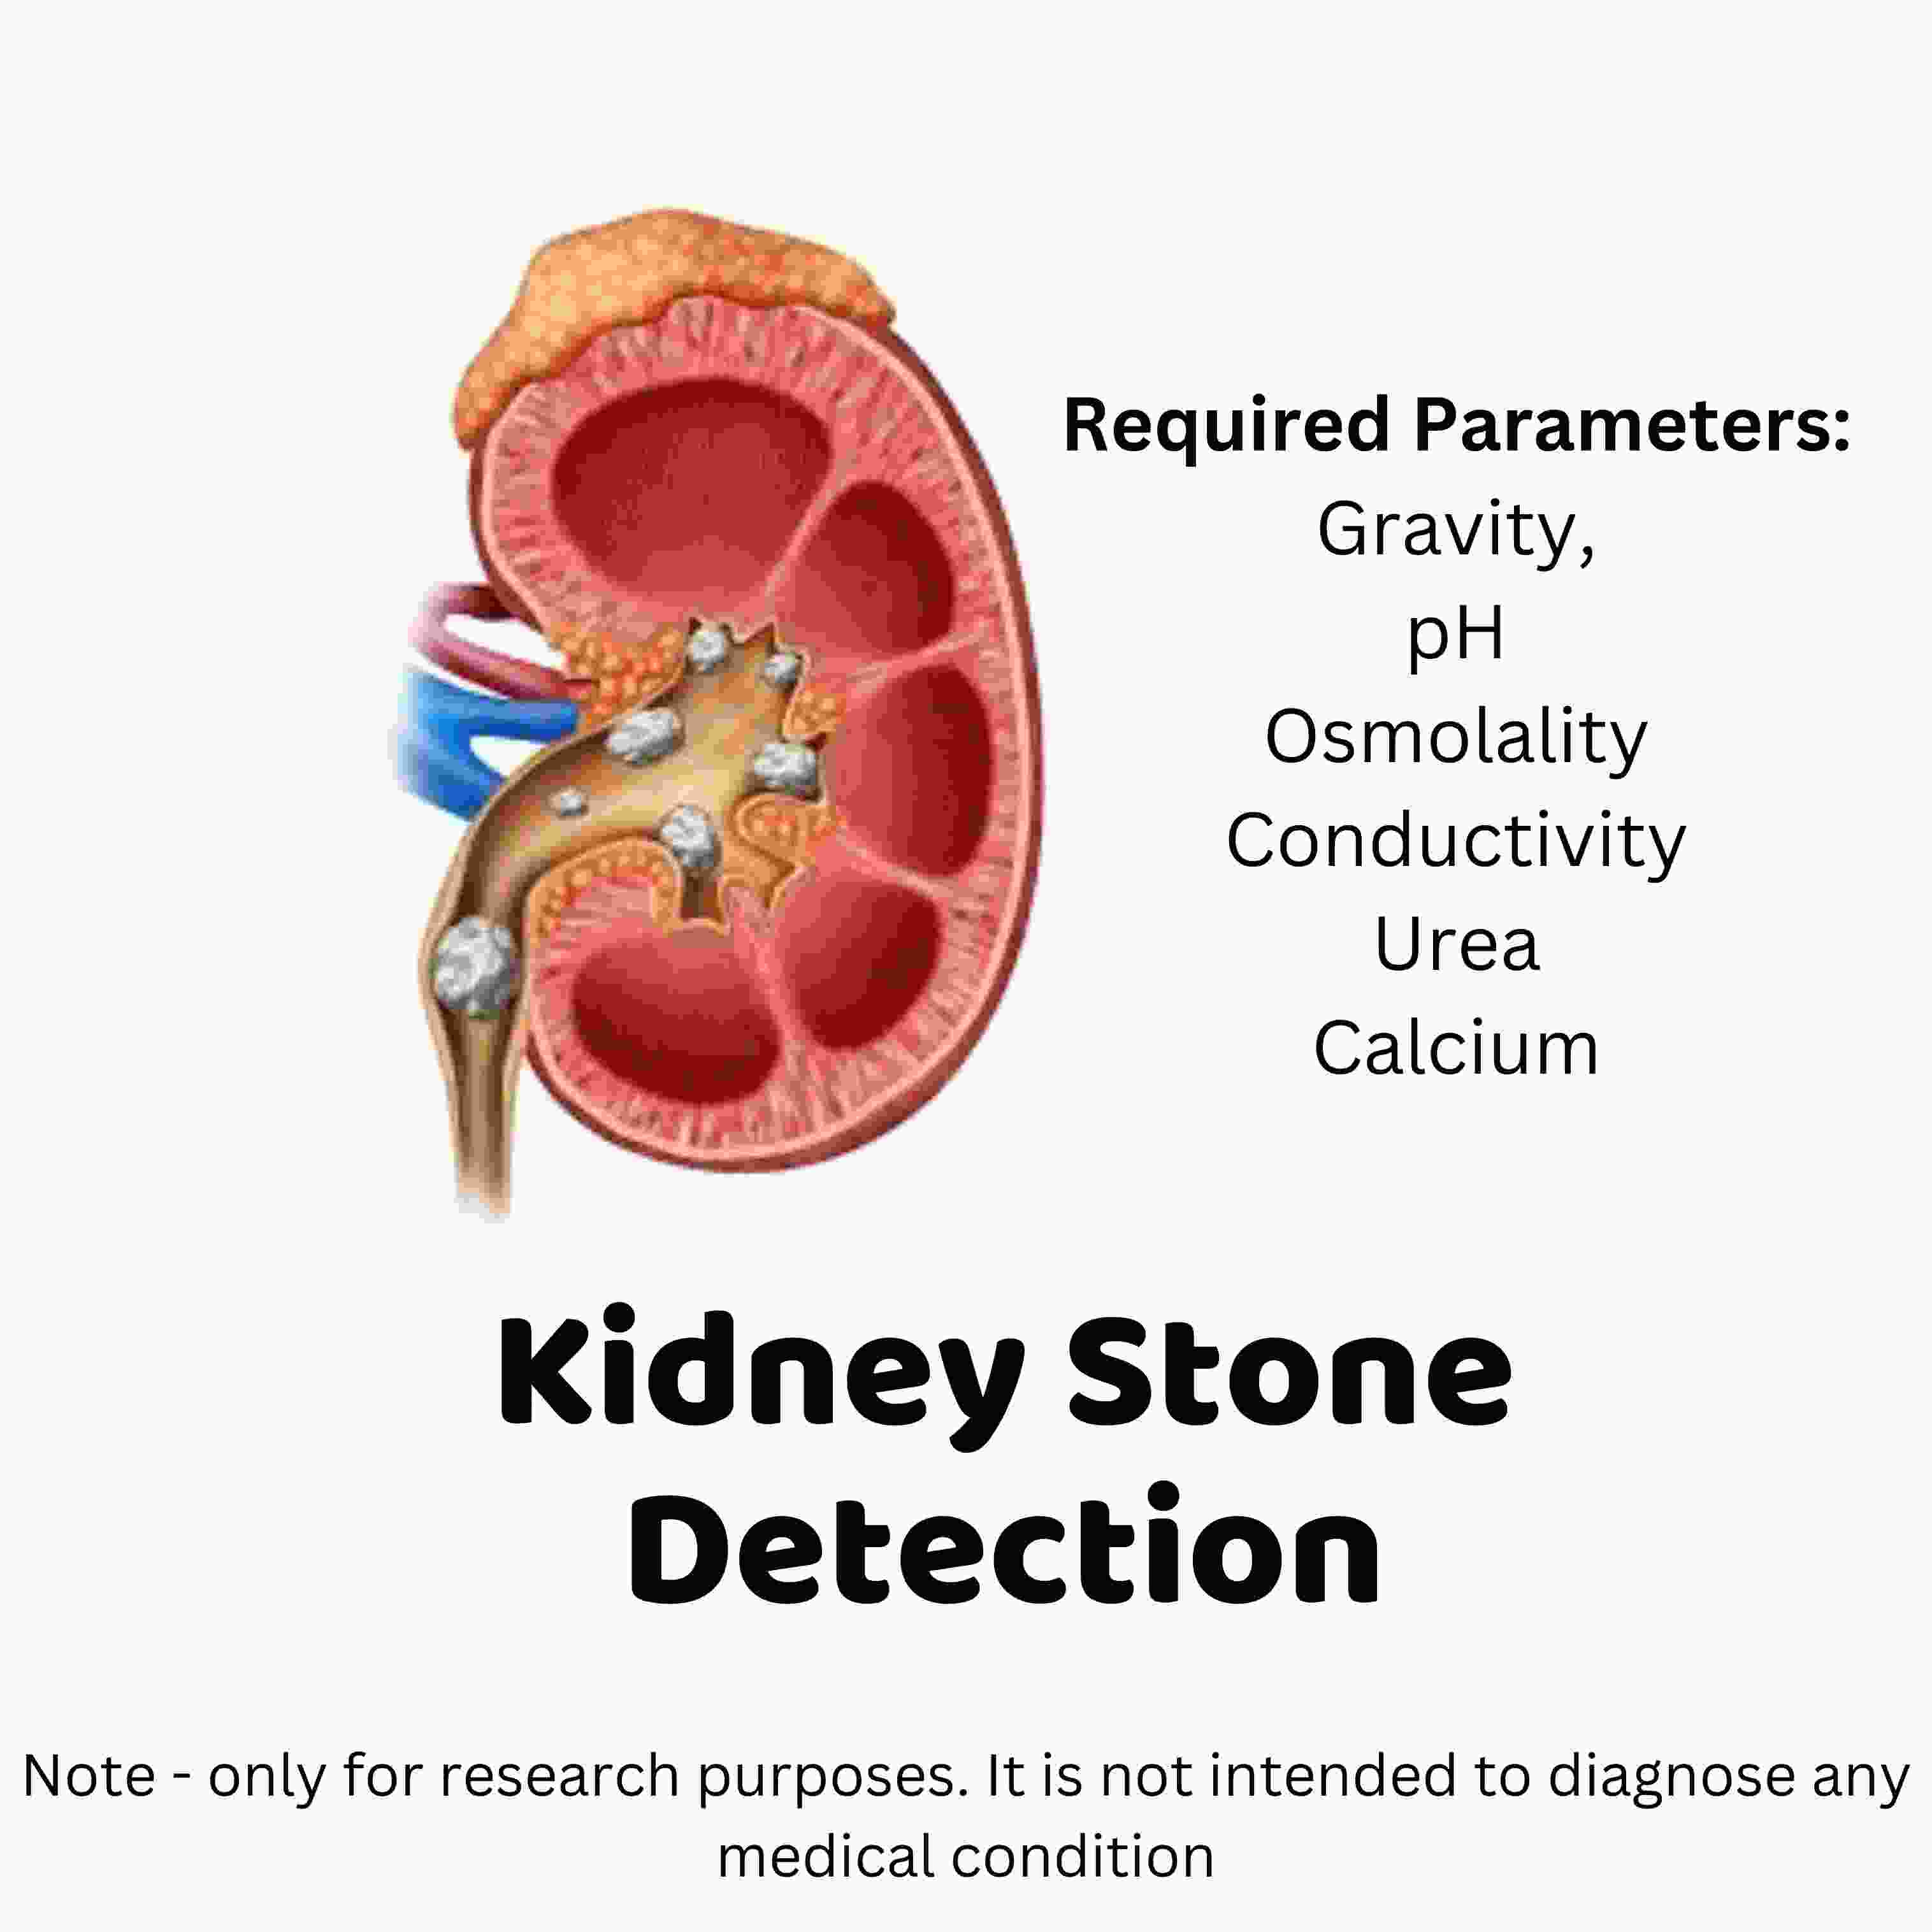 Required Parameters:
Gravity,
pH
Osmolality
Conductivity
Urea
Calcium
Kidney Stone
Detection
Note - only for research purposes. It is not intended to diagnose any
medical condition